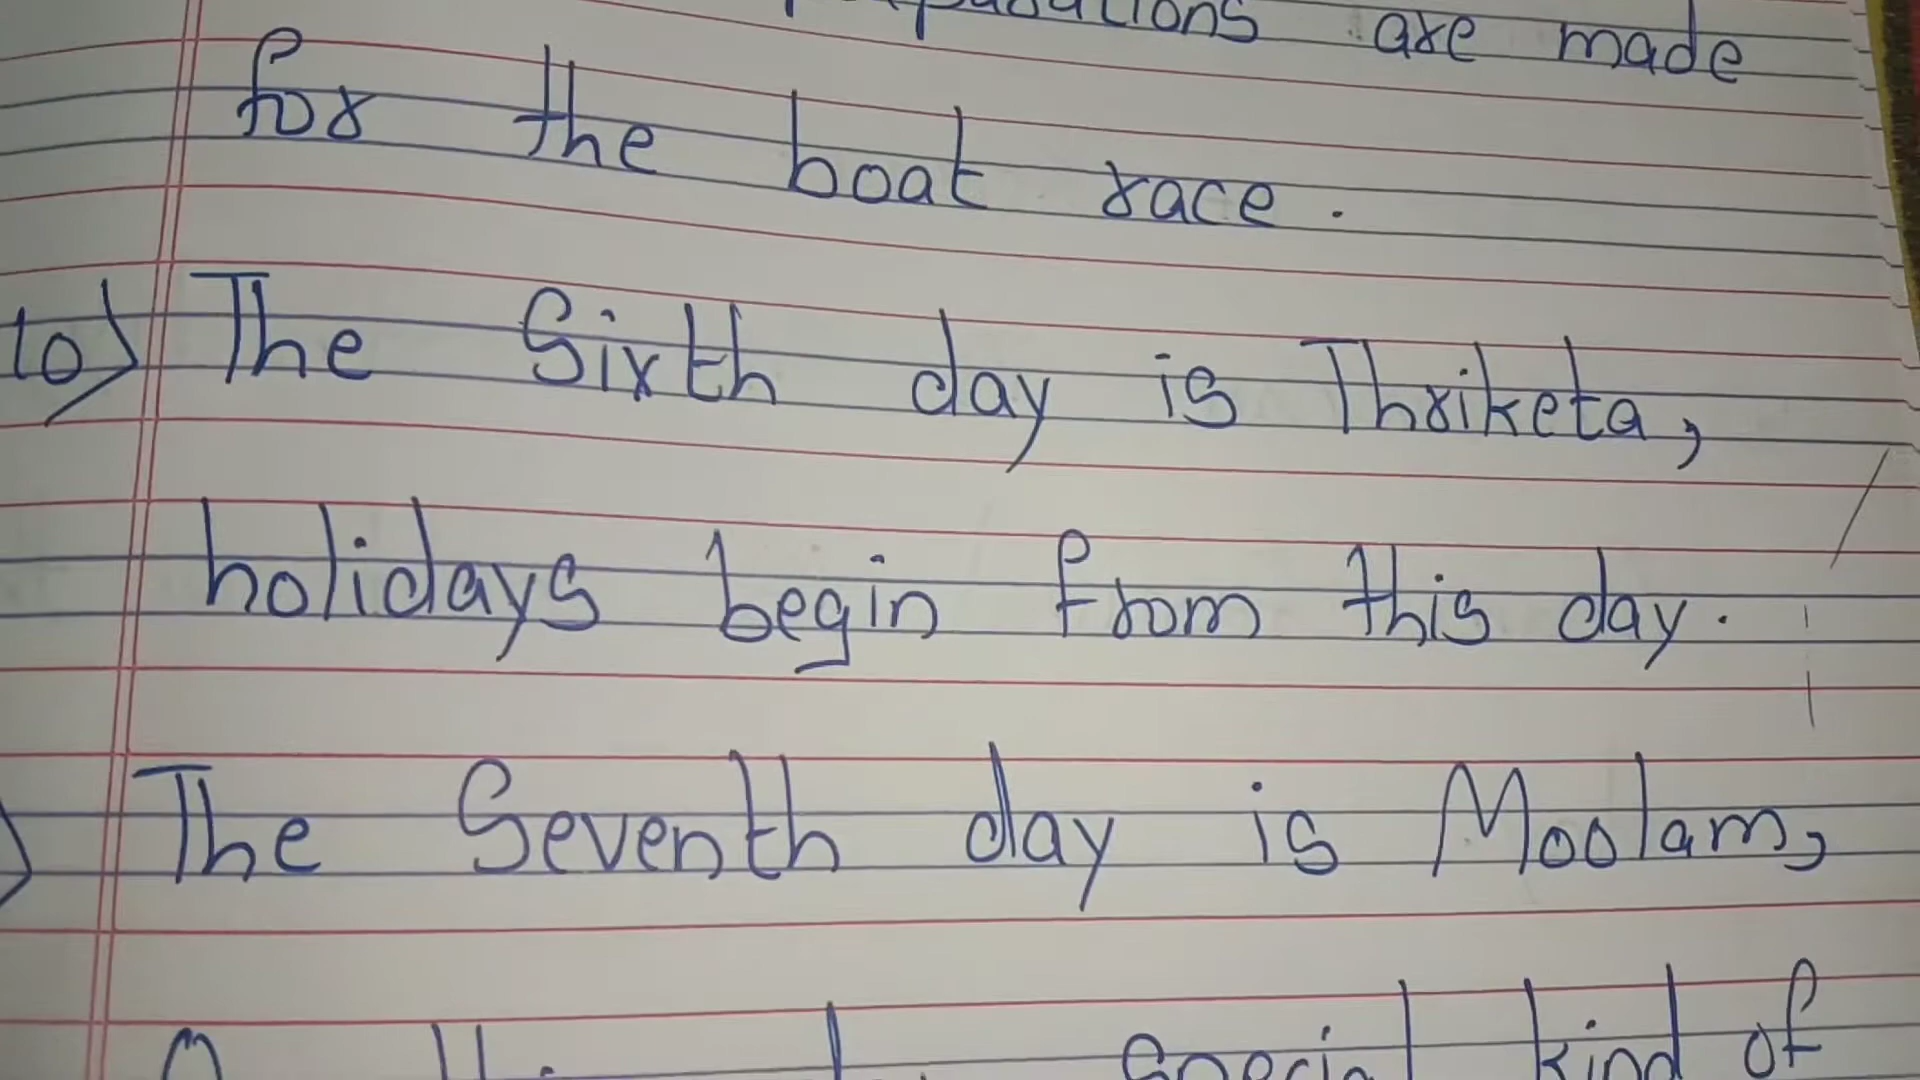 are made
for the boat race.
10) The Sixth day is Thriketa,
holidays begin from this day.
) The Seventh day is Moolam,
special kind of